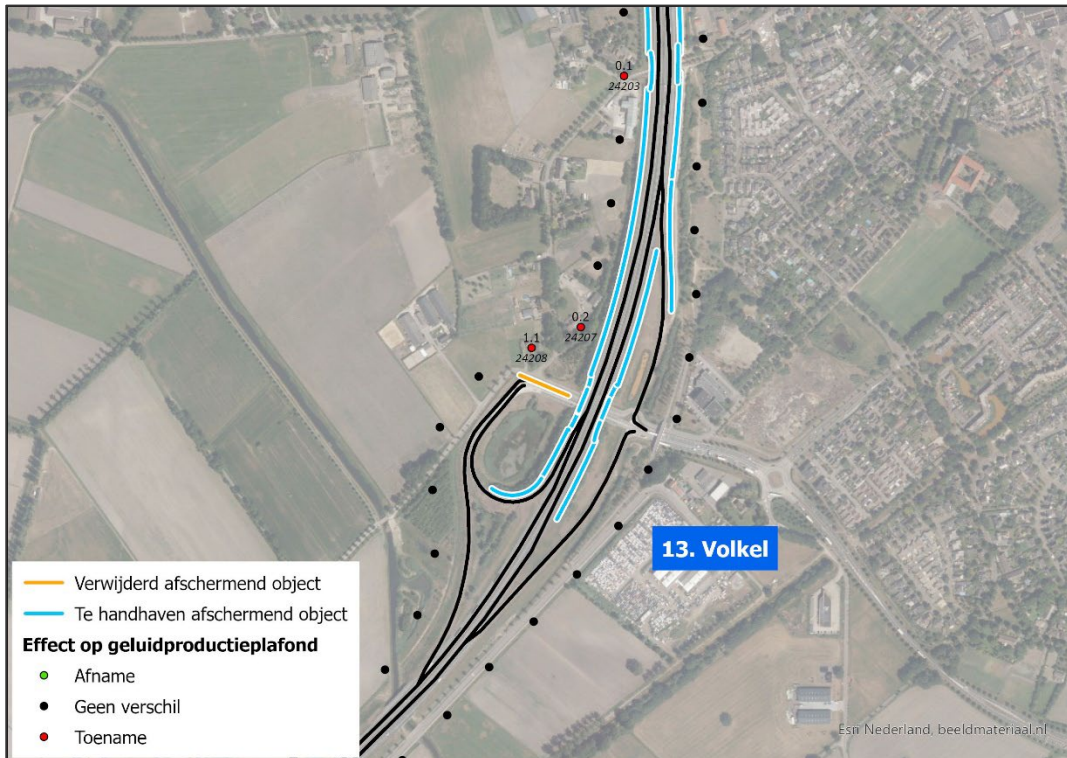 0.1
24203
0.2
24207
1.1
24208
13. Volkel
Verwijderd afschermend object
Te handhaven afschermend object
Effect op geluidproductieplafond
Afname
Geen verschil
Toename
Esri Nederland, beeldmateriaal.nl